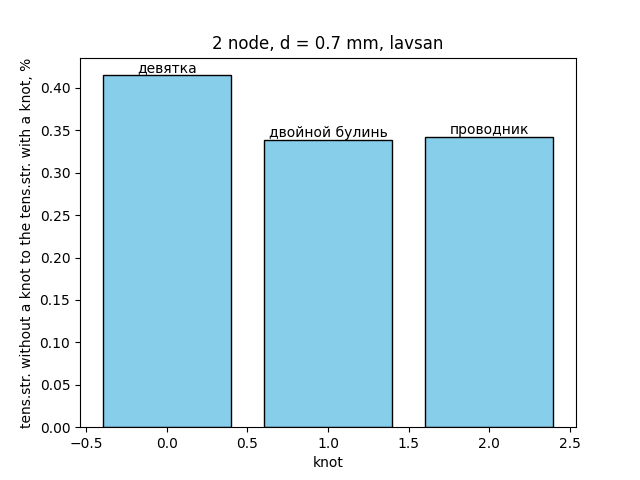 2 node, d = 0.7 mm, lavsan
tens.str. without a knot to the tens.str. with a knot, %
0.40
0.35
0.30
0.25
0.20
0.15
0.10
0.05
0.00
девятка
двойной булинь
проводник
−0.5
0.0
0.5
1.0
1.5
2.0
2.5
knot